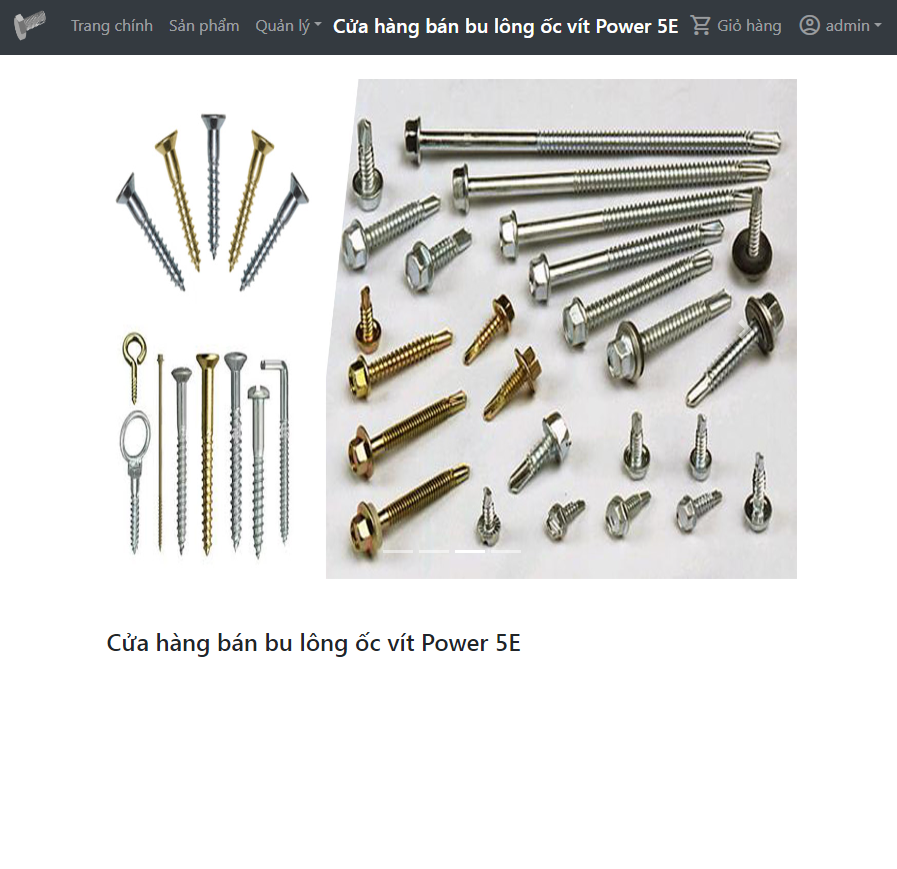 Trang chính Sản phẩm Quản lý Cửa hàng bán bu lông ốc vít Power 5E Giỏ hàng admin
Cửa hàng bán bu lông ốc vít Power 5E